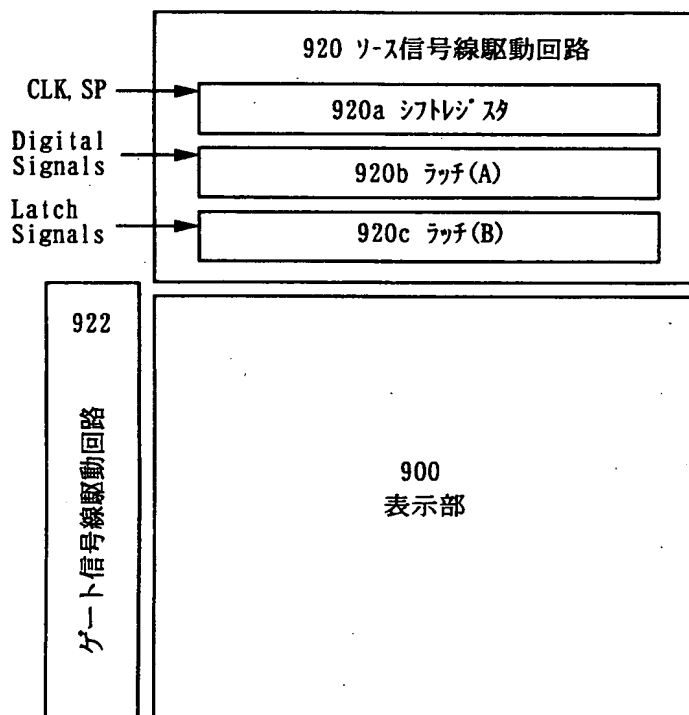 920 ソース信号線駆動回路
CLK, SP
920a シフトレジスタ
Digital
Signals
920b ラッチ(A)
Latch
Signals
920c ラッチ(B)
922
ゲート信号線駆動回路
900
表示部